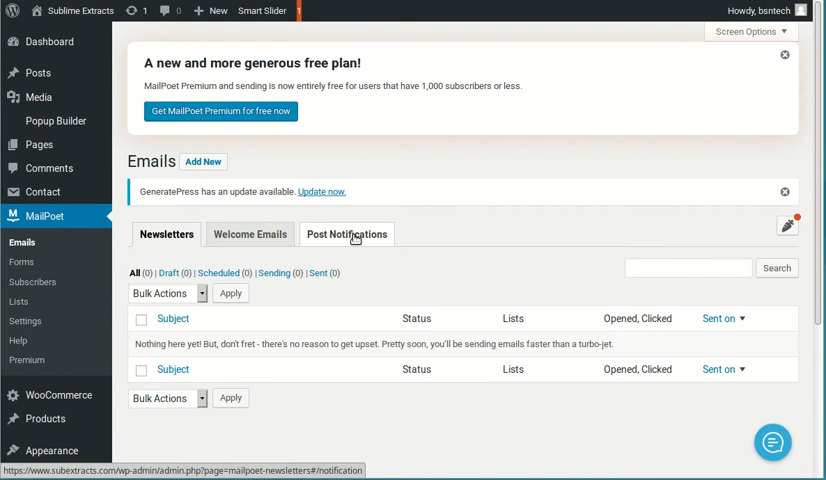 Sublime Extracts 1 0 New Smart Slider 1 Howdy, bsntech
Screen Options
Dashboard
Posts
Media
Popup Builder
Pages
Comments
Contact
MailPoet
Emails
Forms
Subscribers
Lists
Settings
Help
Premium
WooCommerce
Products
Appearance
A new and more generous free plan!
MailPoet Premium and sending is now entirely free for users that have 1,000 subscribers or less.
Get MailPoet Premium for free now
Emails Add New
GeneratePress has an update available. Update now.
Newsletters Welcome Emails Post Notifications
All (0) | Draft (0) | Scheduled (0) | Sending (0) | Sent (0)
Search
Bulk Actions Apply
Subject Status Lists Opened, Clicked Sent on
Nothing here yet! But, don't fret - there's no reason to get upset. Pretty soon, you'll be sending emails faster than a turbo-jet.
Subject Status Lists Opened, Clicked Sent on
Bulk Actions Apply
https://www.subextracts.com/wp-admin/admin.php?page=mailpoet-newsletters#/notification